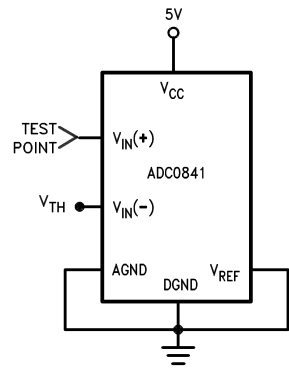 5V
VCC
TEST
POINT
VIN(+)
ADC0841
VTH
VIN(-)
AGND
VREF
DGND